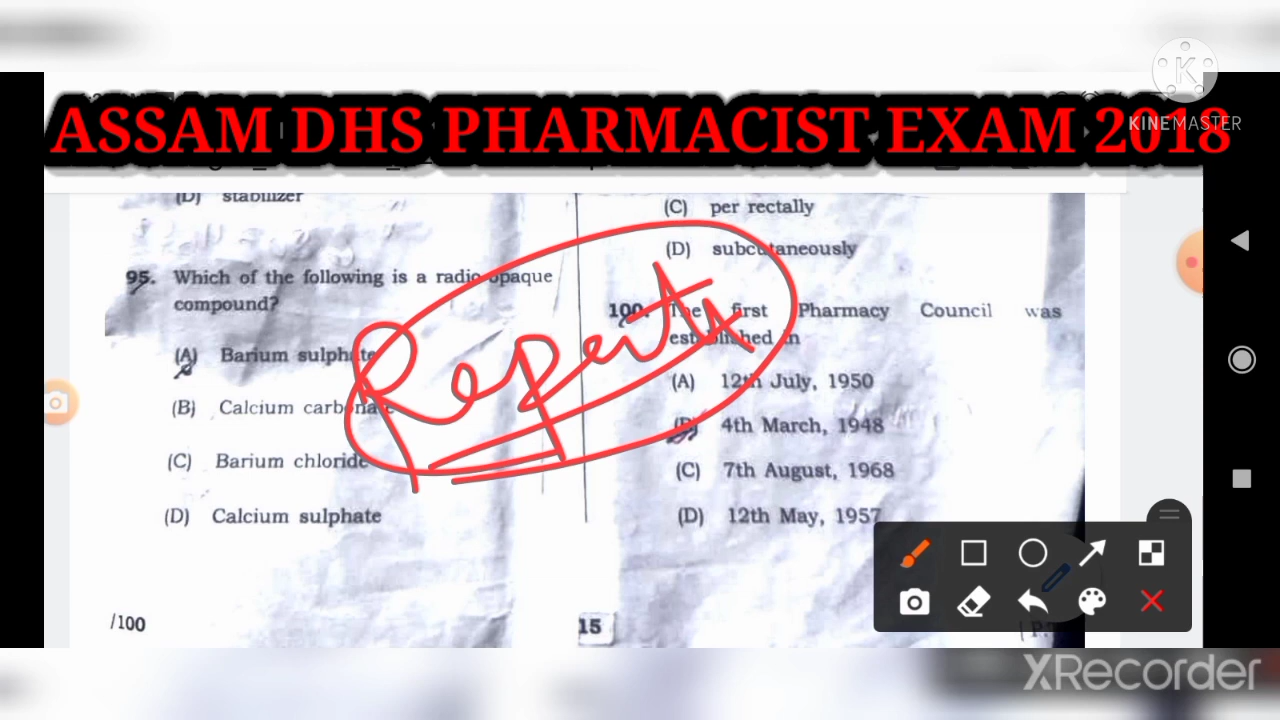 KINEMASTER
ASSAM DHS PHARMACIST EXAM 2018
(D) stabilizer
95. Which of the following is a radio-opaque
compound?
(A) Barium sulphate
(B) Calcium carbonate
(C) Barium chloride
(D) Calcium sulphate
/100
15
(C) per rectally
(D) subcutaneously
100. The first Pharmacy Council was
established in
(A) 12th July, 1950
(B) 4th March, 1948
(C) 7th August, 1968
(D) 12th May, 1957
XRecorder